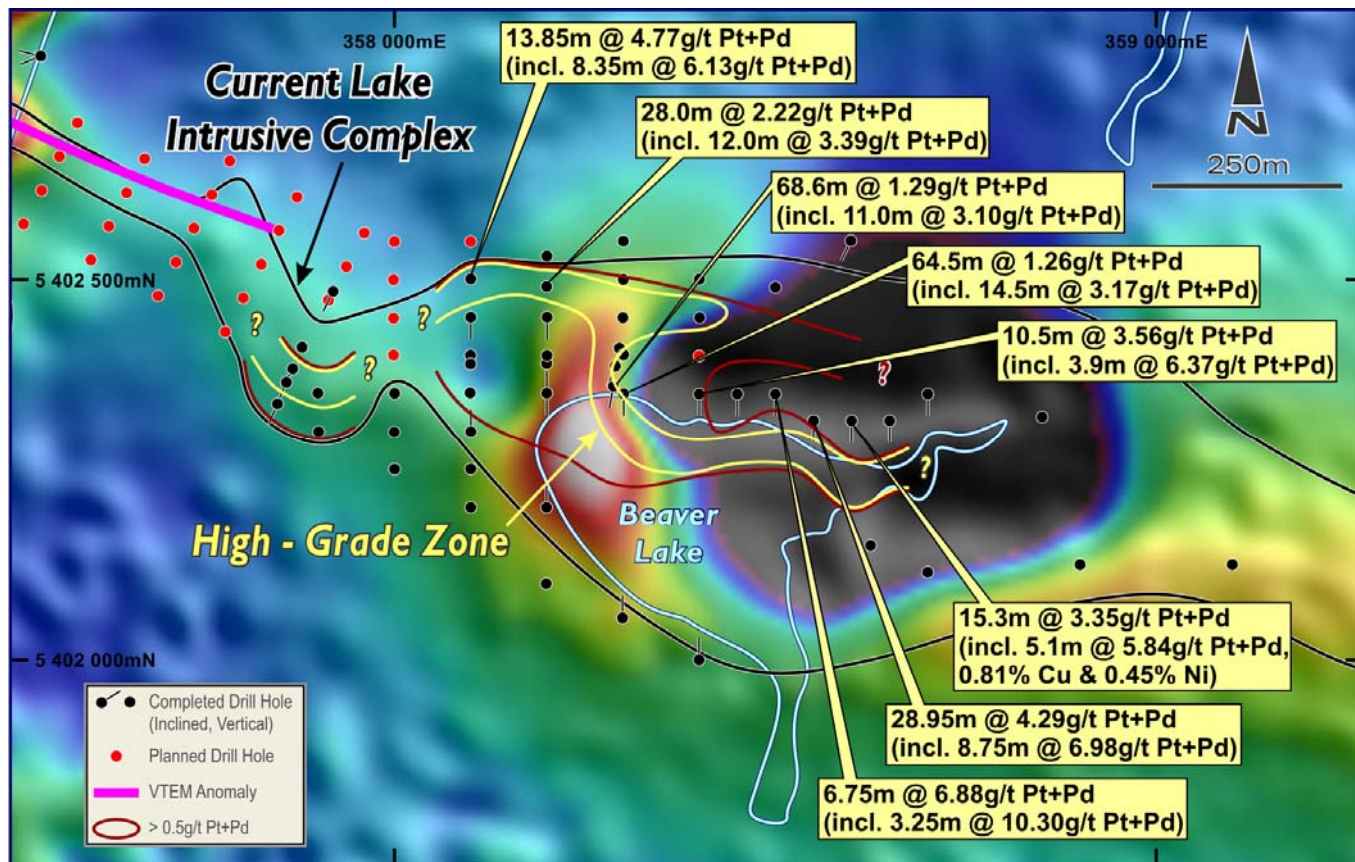 358 000mE
359 000mE
13.85m @ 4.77g/t Pt+Pd
(incl. 8.35m @ 6.13g/t Pt+Pd)
Current Lake
Intrusive Complex
28.0m @ 2.22g/t Pt+Pd
(incl. 12.0m @ 3.39g/t Pt+Pd)
N
250m
68.6m @ 1.29g/t Pt+Pd
(incl. 11.0m @ 3.10g/t Pt+Pd)
64.5m @ 1.26g/t Pt+Pd
(incl. 14.5m @ 3.17g/t Pt+Pd)
5 402 500mN
10.5m @ 3.56g/t Pt+Pd
(incl. 3.9m @ 6.37g/t Pt+Pd)
?
?
?
?
?
High - Grade Zone
Beaver
Lake
15.3m @ 3.35g/t Pt+Pd
(incl. 5.1m @ 5.84g/t Pt+Pd,
0.81% Cu & 0.45% Ni)
28.95m @ 4.29g/t Pt+Pd
(incl. 8.75m @ 6.98g/t Pt+Pd)
6.75m @ 6.88g/t Pt+Pd
(incl. 3.25m @ 10.30g/t Pt+Pd)
5 402 000mN
Completed Drill Hole
(Inclined, Vertical)
Planned Drill Hole
VTEM Anomaly
> 0.5g/t Pt+Pd